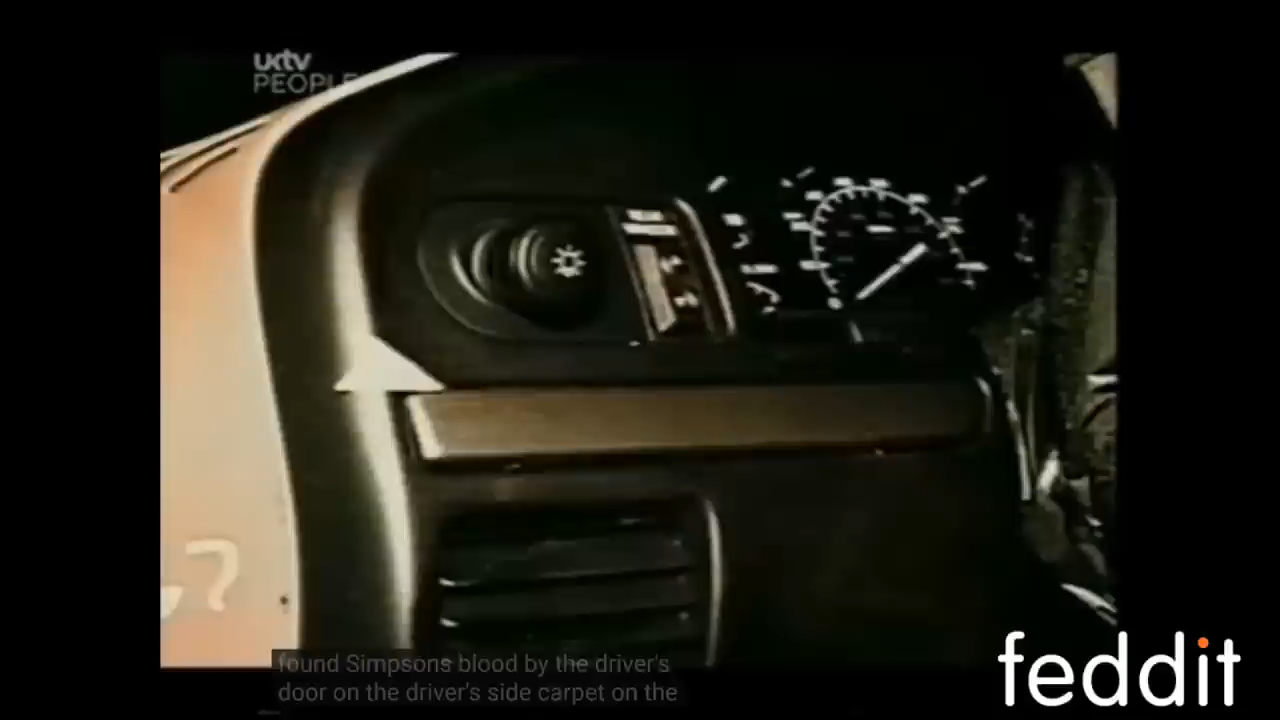 uktv
PEOPLE
found Simpsons blood by the driver's
door on the driver's side carpet on the
feddit